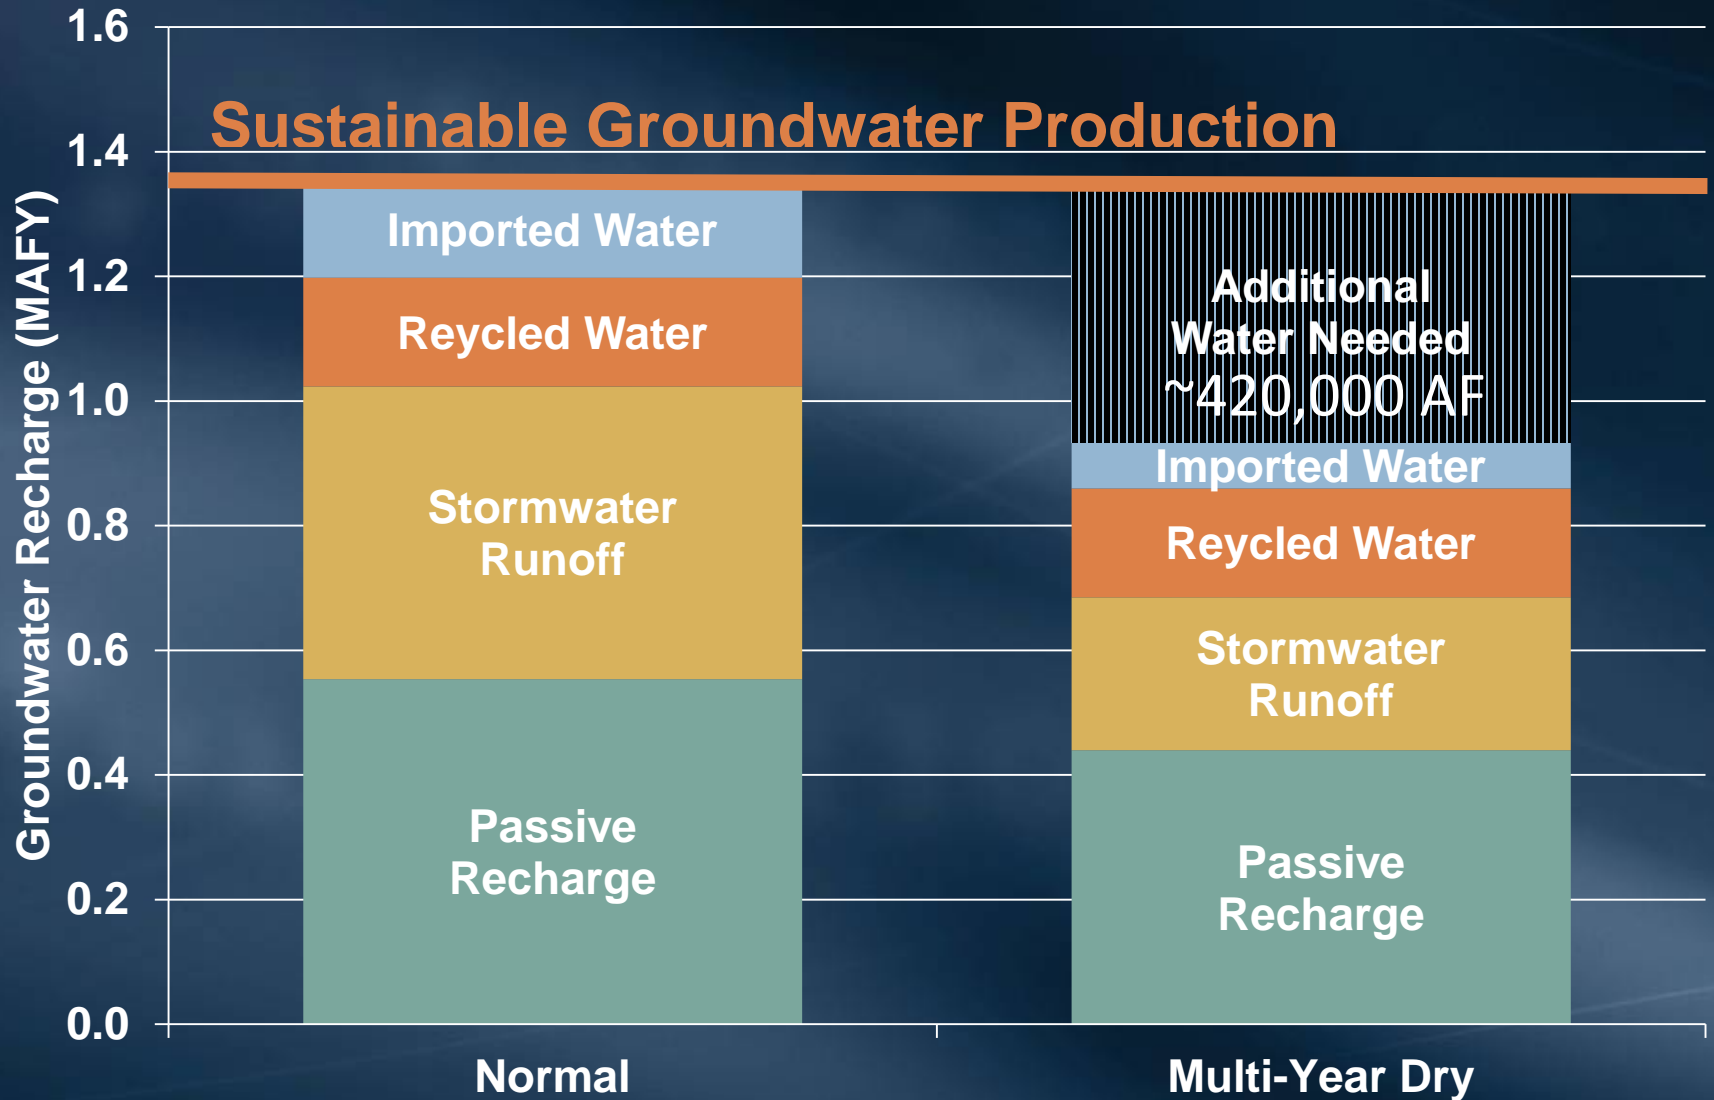 Sustainable Groundwater Production
Groundwater Recharge (MAFY)
1.6
1.4
1.2
1.0
0.8
0.6
0.4
0.2
0.0
Imported Water
Reycled Water
Stormwater
Runoff
Passive
Recharge
Additional
Water Needed
~420,000 AF
Imported Water
Reycled Water
Stormwater
Runoff
Passive
Recharge
Normal
Multi-Year Dry